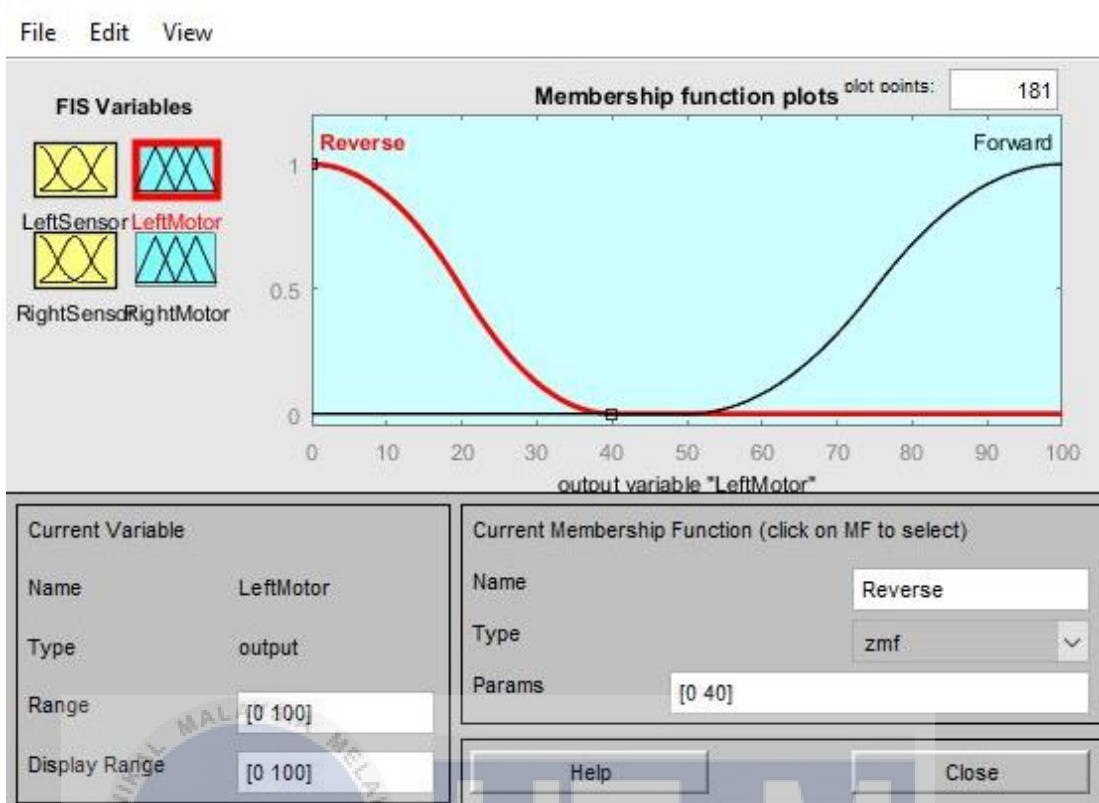 File Edit View
FIS Variables
LeftSensor LeftMotor
RightSensor RightMotor
Membership function plots plot points: 181
Reverse Forward
1
0.5
0
0 10 20 30 40 50 60 70 80 90 100
output variable "LeftMotor"
Current Variable
Name LeftMotor
Type output
Range [0 100]
Display Range [0 100]
Current Membership Function (click on MF to select)
Name Reverse
Type zmf
Params [0 40]
Help Close